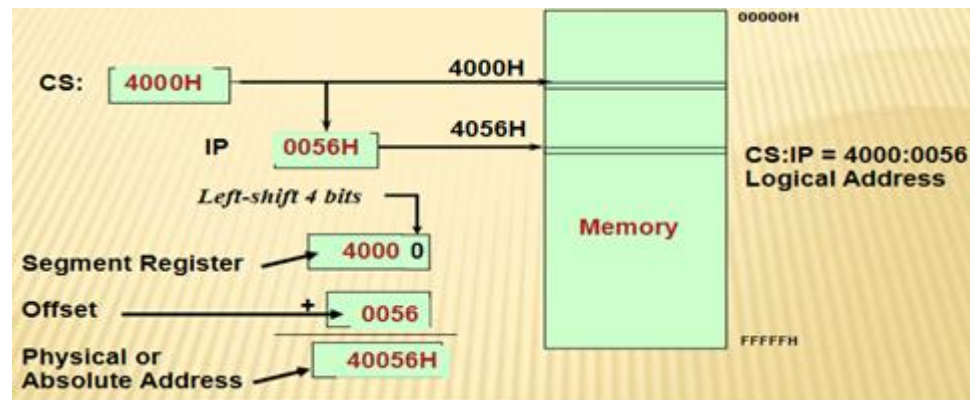 00000H
CS: 4000H
4000H
IP 0056H
4056H
CS:IP = 4000:0056
Logical Address
Left-shift 4 bits
Memory
Segment Register
4000 0
Offset
+ 0056
Physical or
Absolute Address
40056H
FFFFFH